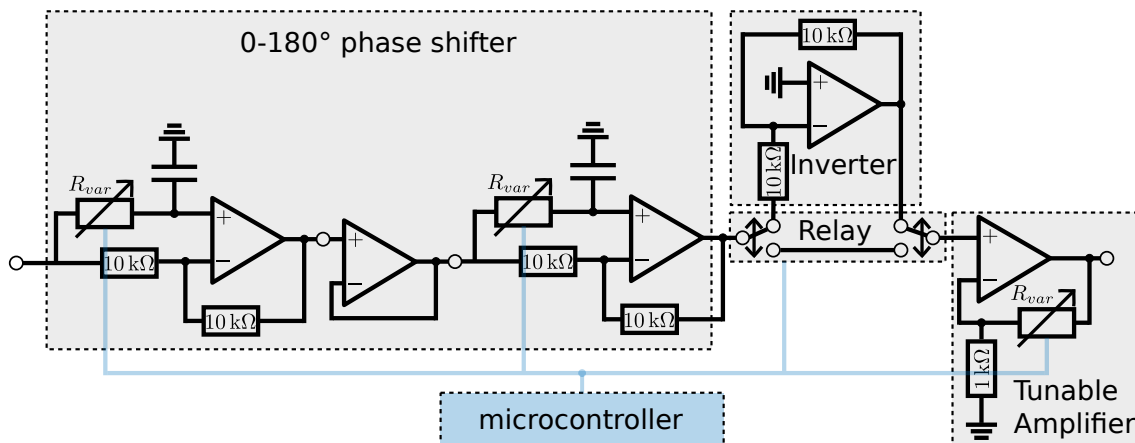 0-180° phase shifter
10 kΩ
+
−
10 kΩ
Inverter
R_var
+
−
10 kΩ
10 kΩ
+
−
R_var
+
−
10 kΩ
10 kΩ
Relay
+
−
R_var
1 kΩ
Tunable
Amplifier
microcontroller